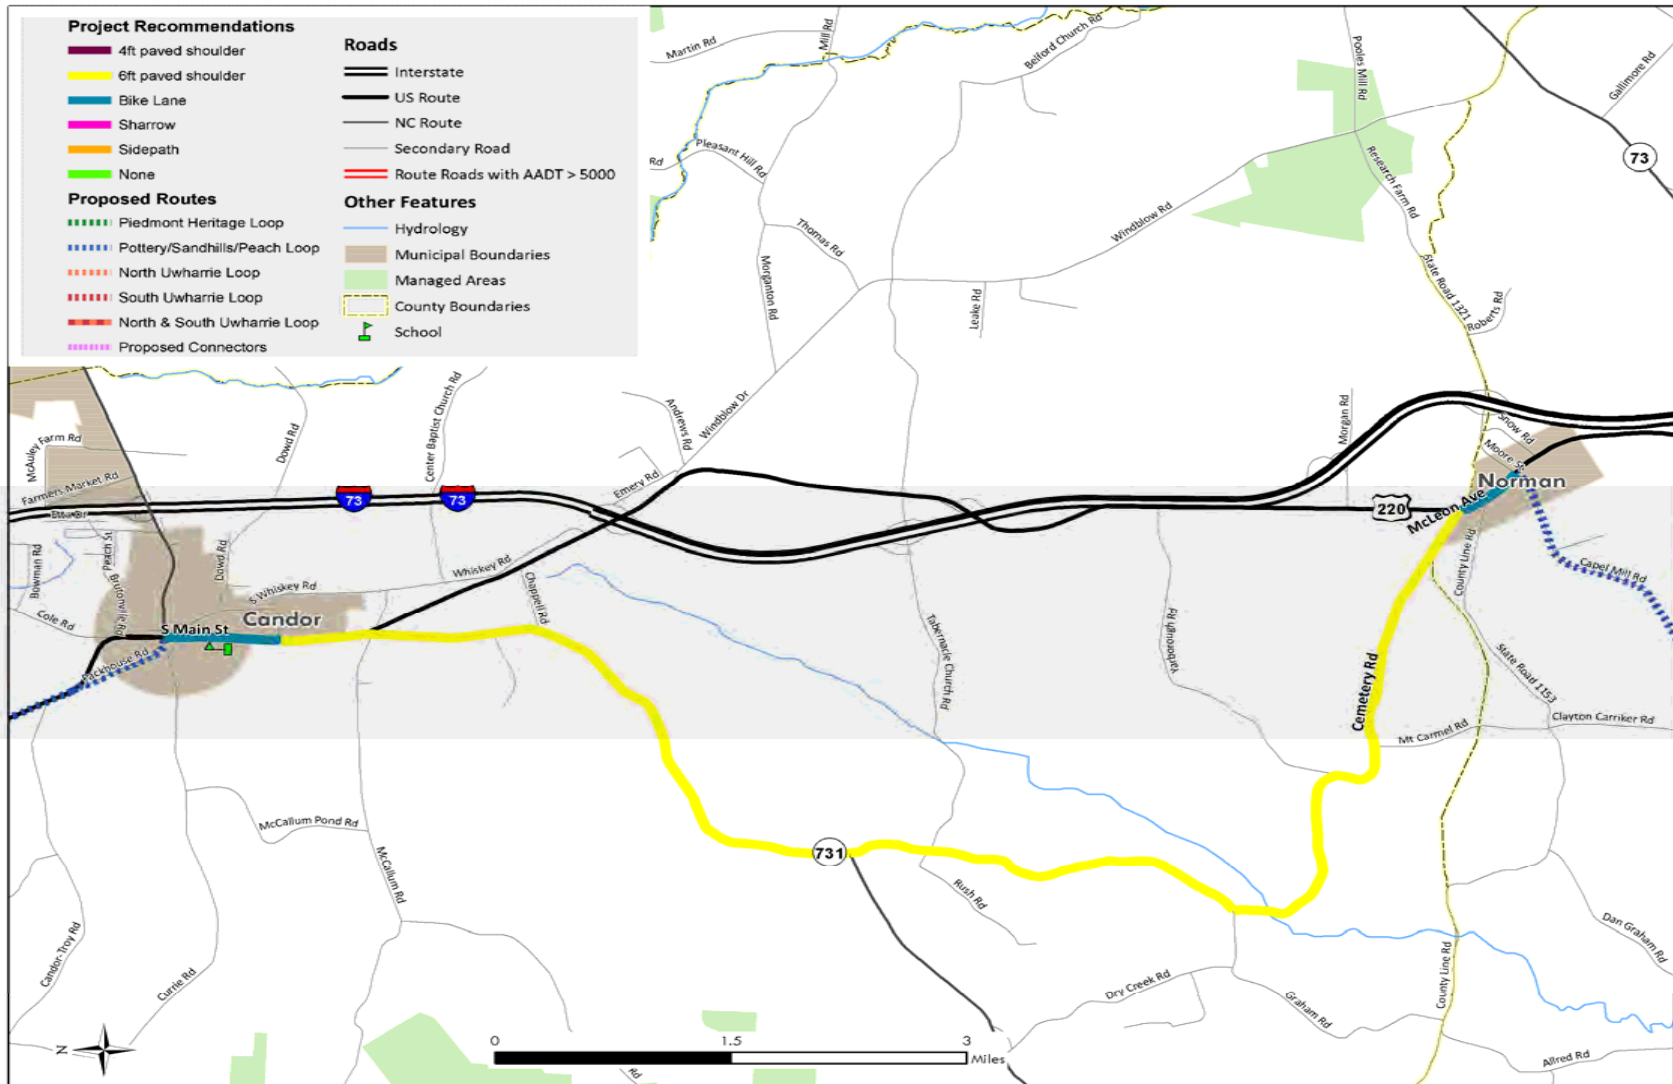 Project Recommendations
4ft paved shoulder
6ft paved shoulder
Bike Lane
Sharrow
Sidepath
None
Proposed Routes
Piedmont Heritage Loop
Pottery/Sandhills/Peach Loop
North Uwharrie Loop
South Uwharrie Loop
North & South Uwharrie Loop
Proposed Connectors
Roads
Interstate
US Route
NC Route
Secondary Road
Route Roads with AADT > 5000
Other Features
Hydrology
Municipal Boundaries
Managed Areas
County Boundaries
School
Martin Rd
Mill Rd
Belford Church Rd
Pooles Mill Rd
Gallimore Rd
73
Rd
Pleasant Hill Rd
Research Farm Rd
Thomas Rd
Windblow Rd
Morganton Rd
Leake Rd
State Road 1321
Roberts Rd
McAuley Farm Rd
Dowd Rd
Center Baptist Church Rd
Andrews Rd
Windblow Dr
Morgan Rd
Snow Rd
Moore St
Farmers Market Rd
Etta Dr
73
73
Emery Rd
220
McLeon Ave
Norman
Bowman Rd
Peach St
Brutonville Rd
Dowd Rd
S Whiskey Rd
Whiskey Rd
Chappell Rd
County Line Rd
Capel Mill Rd
Cole Rd
S Main St
Candor
Packhouse Rd
Tabernacle Church Rd
Yarborough Rd
Cemetery Rd
State Road 1153
Mt Carmel Rd
Clayton Carriker Rd
McCallum Pond Rd
McCallum Rd
731
Rush Rd
Candor-Troy Rd
Currie Rd
Dry Creek Rd
Graham Rd
County Line Rd
Dan Graham Rd
Allred Rd
N
0
1.5
3
Miles
Rd